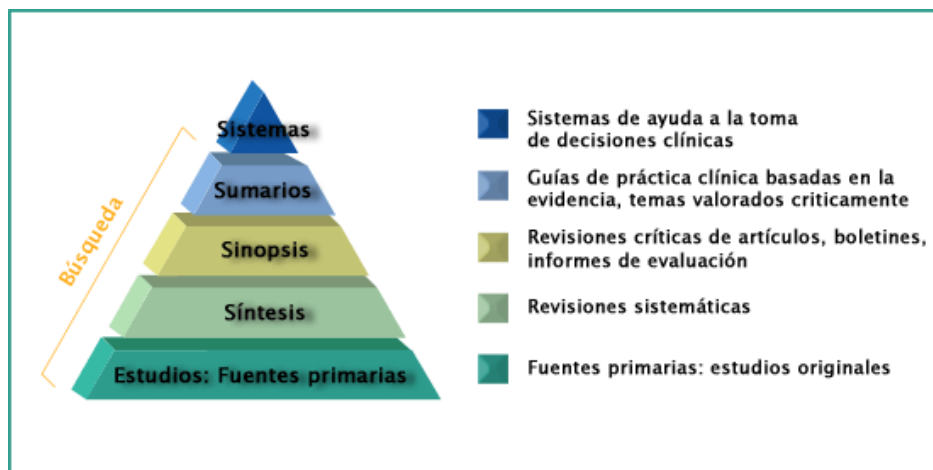 Búsqueda
Sistemas
Sumarios
Sinopsis
Síntesis
Estudios: Fuentes primarias
Sistemas de ayuda a la toma
de decisiones clínicas
Guías de práctica clínica basadas en la
evidencia, temas valorados criticamente
Revisiones críticas de artículos, boletines,
informes de evaluación
Revisiones sistemáticas
Fuentes primarias: estudios originales